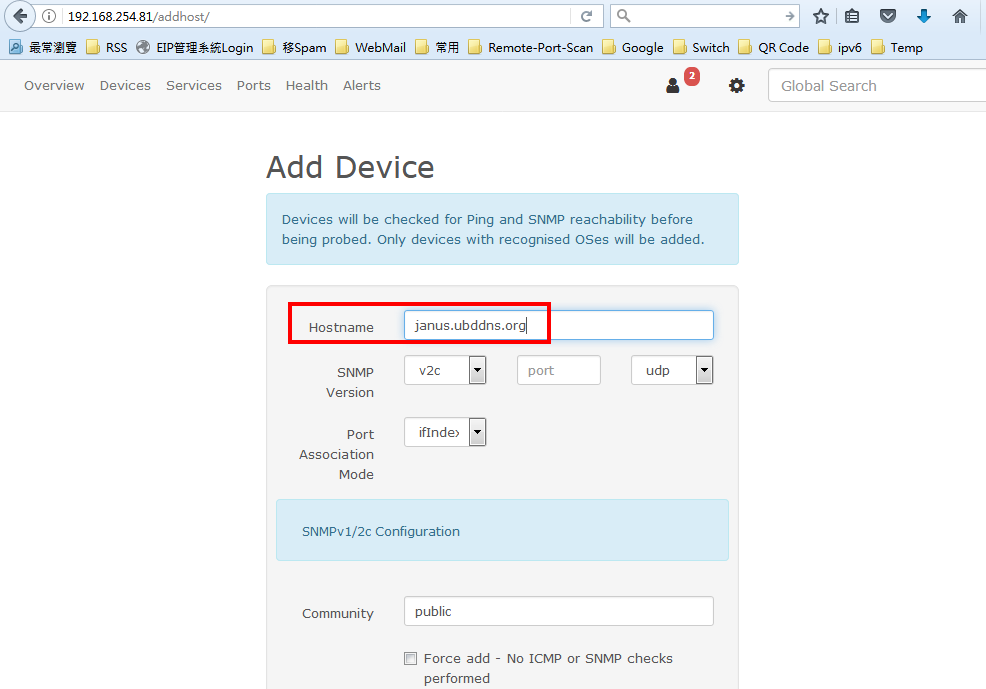 192.168.254.81/addhost/
最常瀏覽 RSS EIP管理系統Login 移Spam WebMail 常用 Remote-Port-Scan Google Switch QR Code ipv6 Temp
Overview Devices Services Ports Health Alerts 2 Global Search
Add Device
Devices will be checked for Ping and SNMP reachability before
being probed. Only devices with recognised OSes will be added.
Hostname janus.ubddns.org
SNMP
Version v2c port udp
Port
Association
Mode ifIndex
SNMPv1/2c Configuration
Community public
Force add - No ICMP or SNMP checks
performed